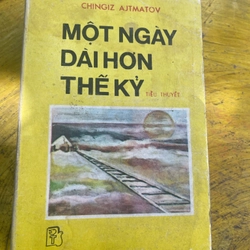 CHINGIZ AJTMATOV
MỘT NGÀY
DÀI HƠN
THẾ KỶ
TIỂU THUYẾT